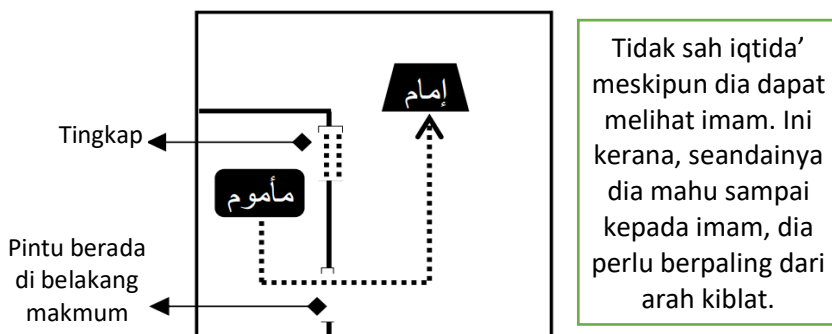 إمام
Tingkap
مأموم
Pintu berada
di belakang
makmum
Tidak sah iqtida’
meskipun dia dapat
melihat imam. Ini
kerana, seandainya
dia mahu sampai
kepada imam, dia
perlu berpaling dari
arah kiblat.